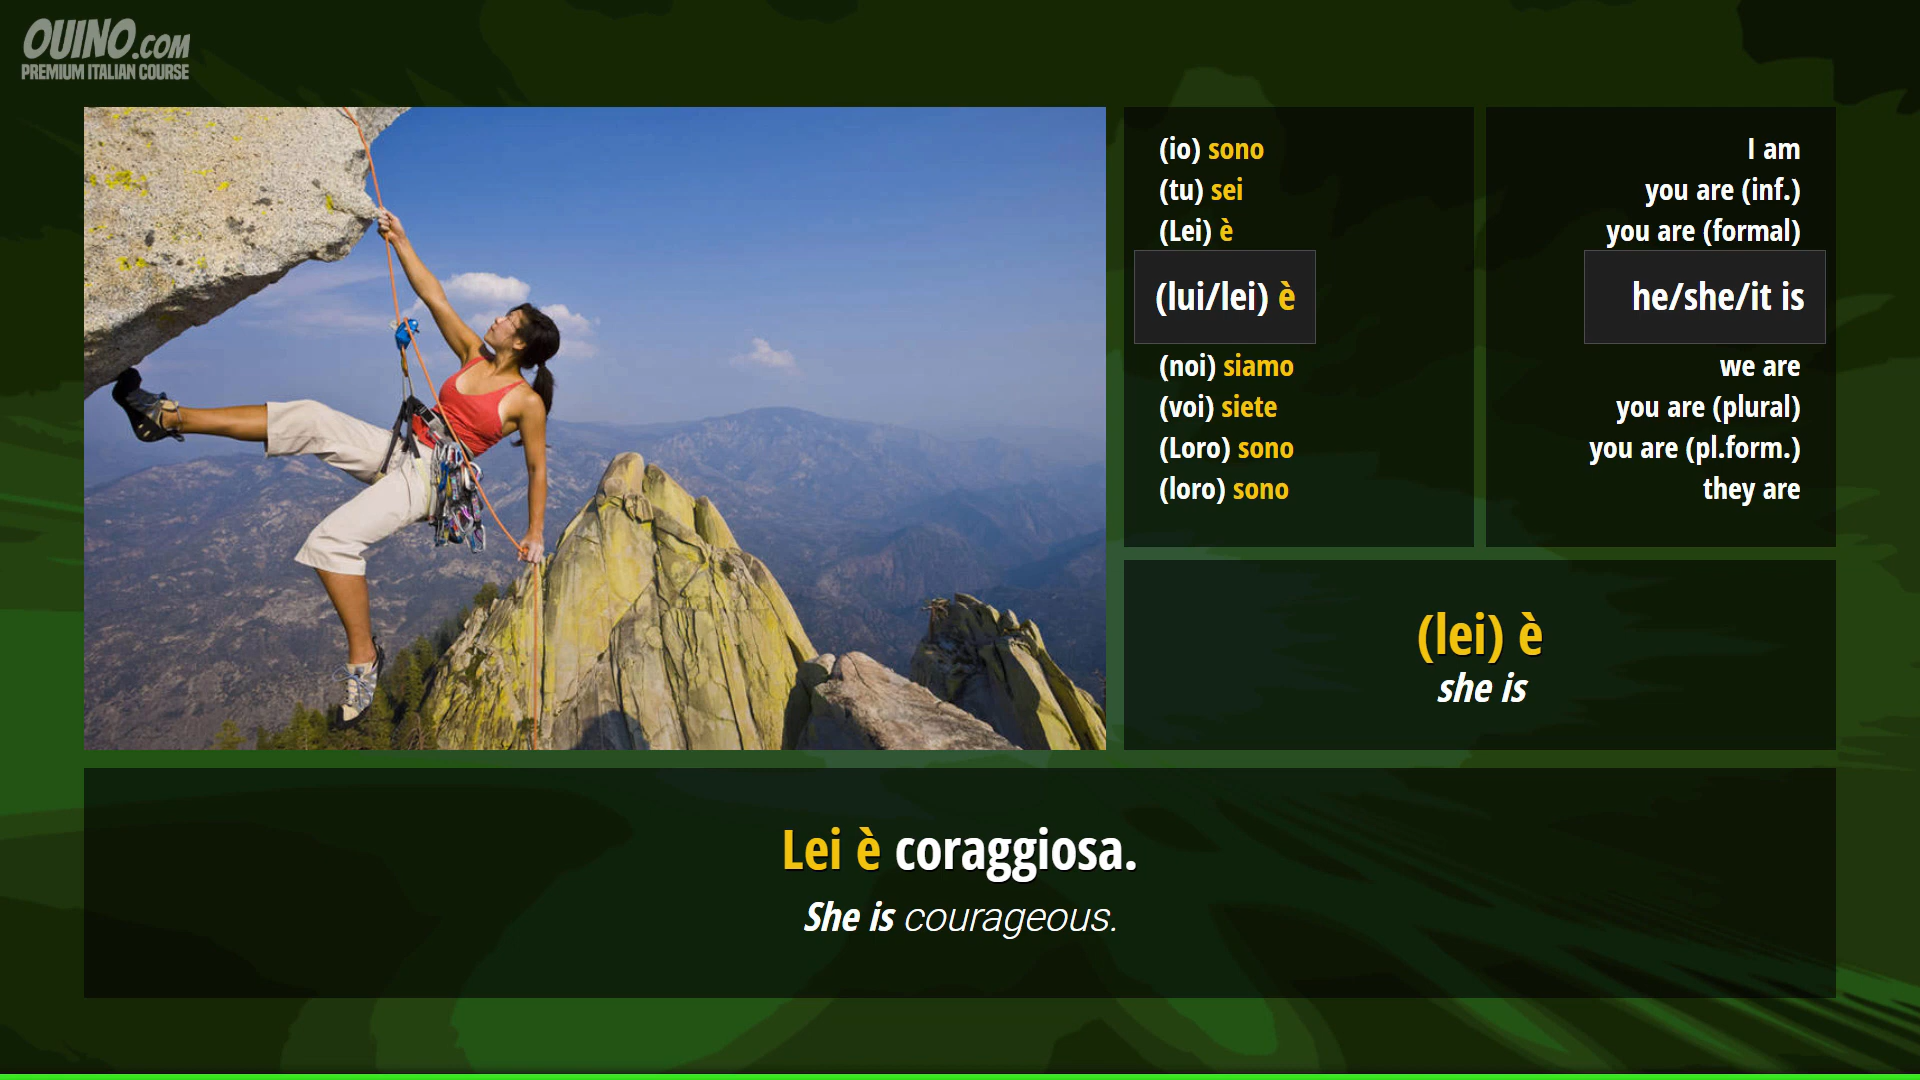 OUINO.COM
PREMIUM ITALIAN COURSE
(io) sono
(tu) sei
(Lei) è
(lui/lei) è
(noi) siamo
(voi) siete
(Loro) sono
(loro) sono
I am
you are (inf.)
you are (formal)
he/she/it is
we are
you are (plural)
you are (pl.form.)
they are
(lei) è
she is
Lei è coraggiosa.
She is courageous.